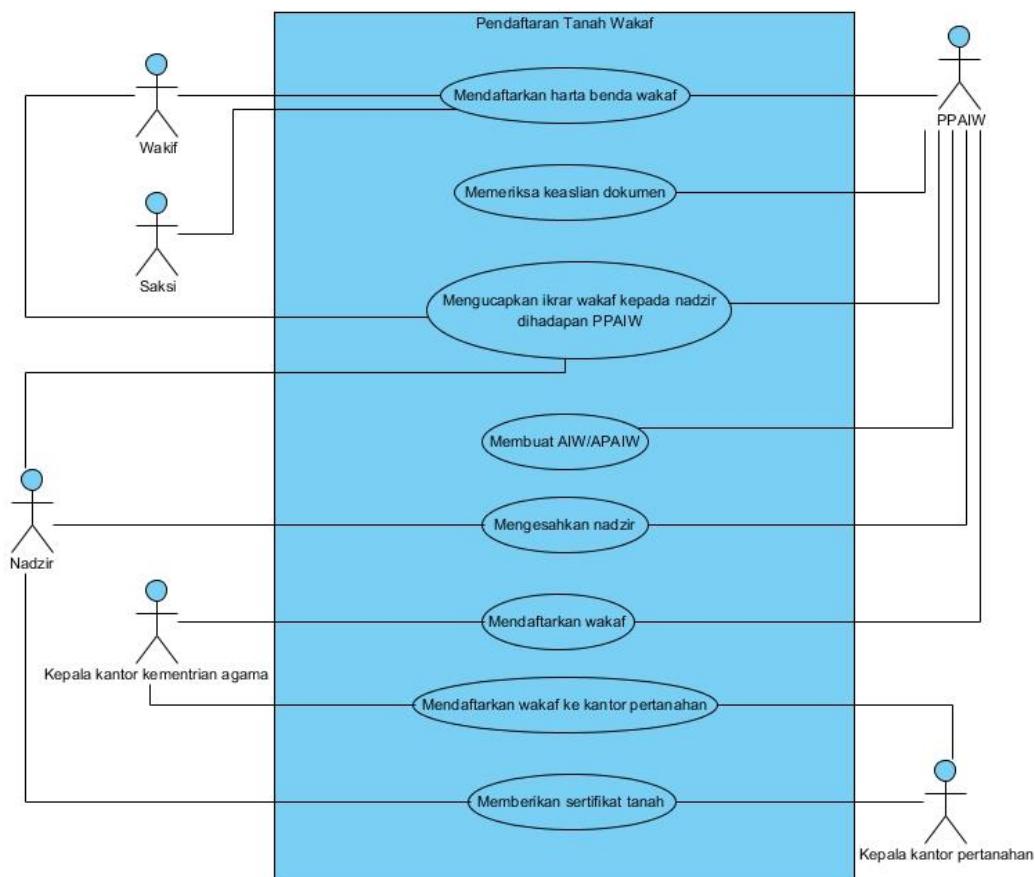 Pendaftaran Tanah Wakaf
Wakif
Mendaftarkan harta benda wakaf
PPAIW
Memeriksa keaslian dokumen
Saksi
Mengucapkan ikrar wakaf kepada nadzir
dihadapan PPAIW
Membuat AIW/APAIW
Nadzir
Mengesahkan nadzir
Kepala kantor kementrian agama
Mendaftarkan wakaf
Mendaftarkan wakaf ke kantor pertanahan
Memberikan sertifikat tanah
Kepala kantor pertanahan